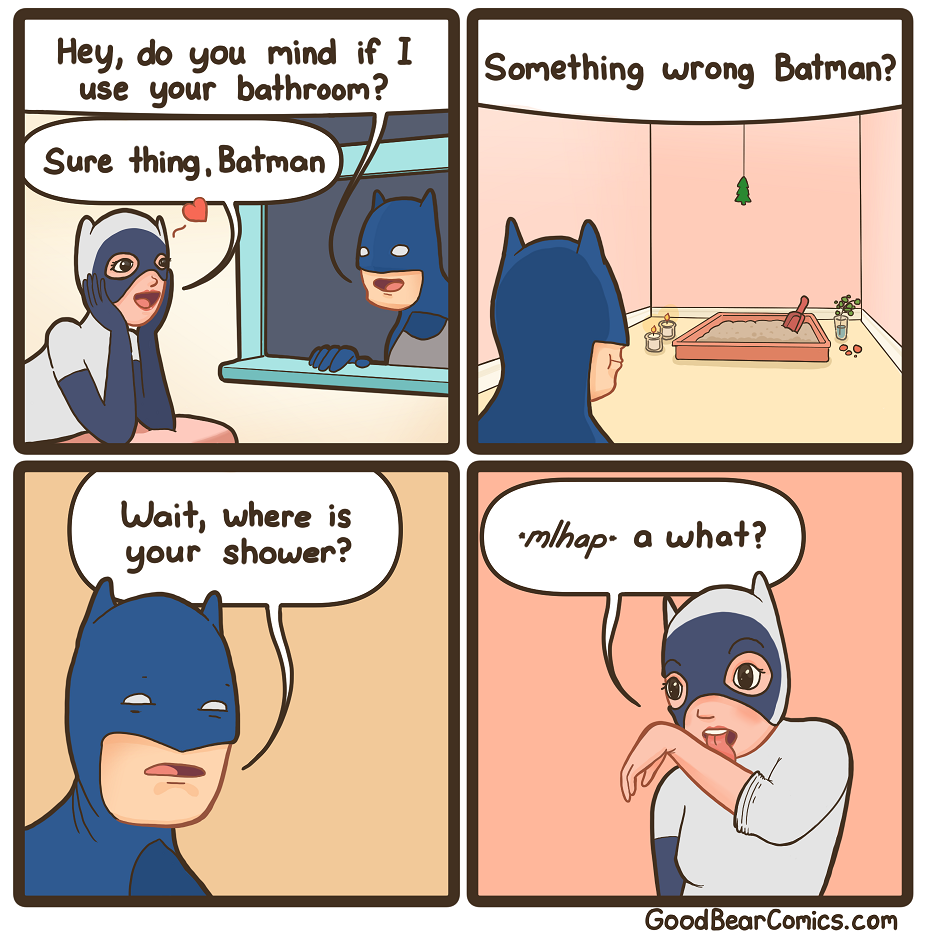 Hey, do you mind if I
use your bathroom?
Sure thing, Batman
Something wrong Batman?
Wait, where is
your shower?
·mlhap· a what?
GoodBearComics.com